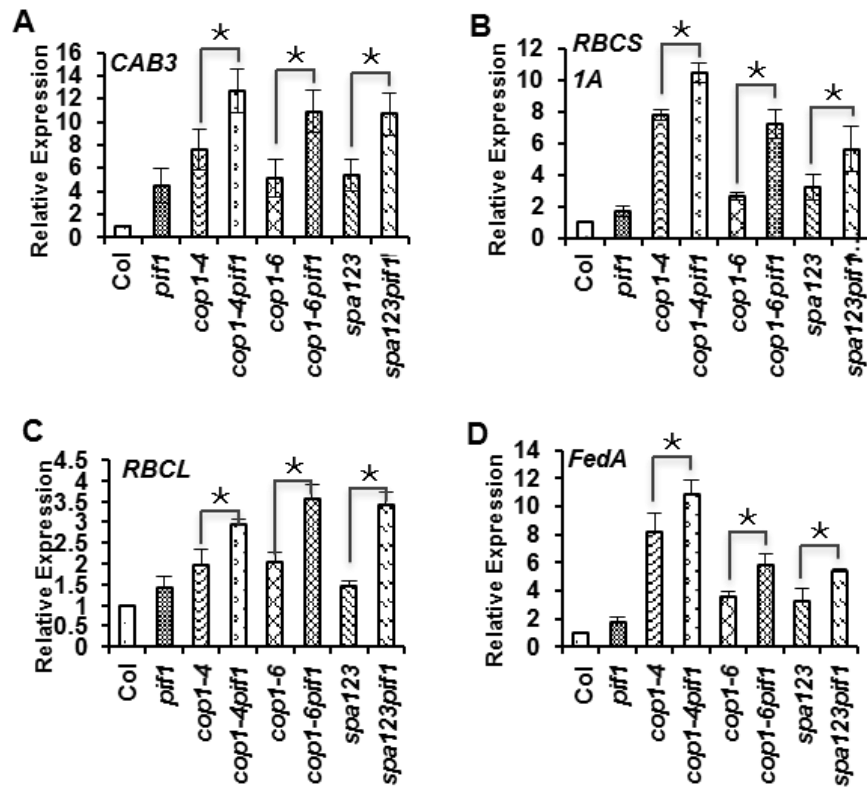 A
CAB3
Relative Expression
16
14
12
10
8
6
4
2
0
Col
pif1
cop1-4
cop1-4pif1
cop1-6
cop1-6pif1
spa123
spa123pif1
B
RBCS
1A
Relative Expression
12
10
8
6
4
2
0
Col
pif1
cop1-4
cop1-4pif1
cop1-6
cop1-6pif1
spa123
spa123pif1.
C
RBCL
Relative Expression
4.5
4
3.5
3
2.5
2
1.5
1
0.5
0
Col
pif1
cop1-4
cop1-4pif1
cop1-6
cop1-6pif1
spa123
spa123pif1
D
FedA
Relative Expression
14
12
10
8
6
4
2
0
Col
pif1
cop1-4
cop1-4pif1
cop1-6
cop1-6pif1
spa123
spa123pif1